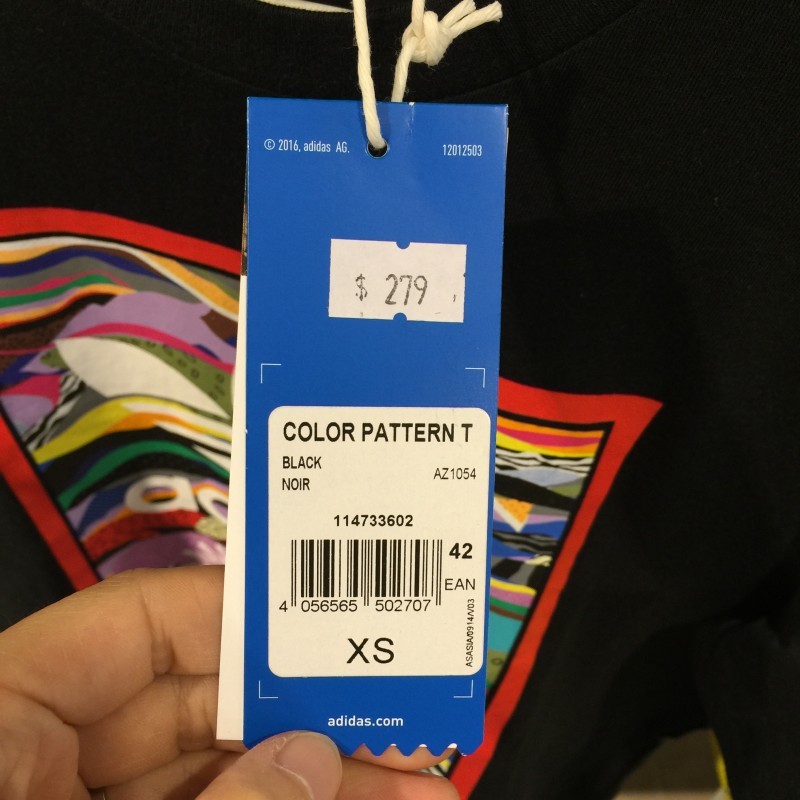 © 2016, adidas AG. 12012503
$ 279
COLOR PATTERN T
BLACK
NOIR AZ1054
114733602
42
EAN
4 056565 502707
XS
ASASIA/0914/V03
adidas.com